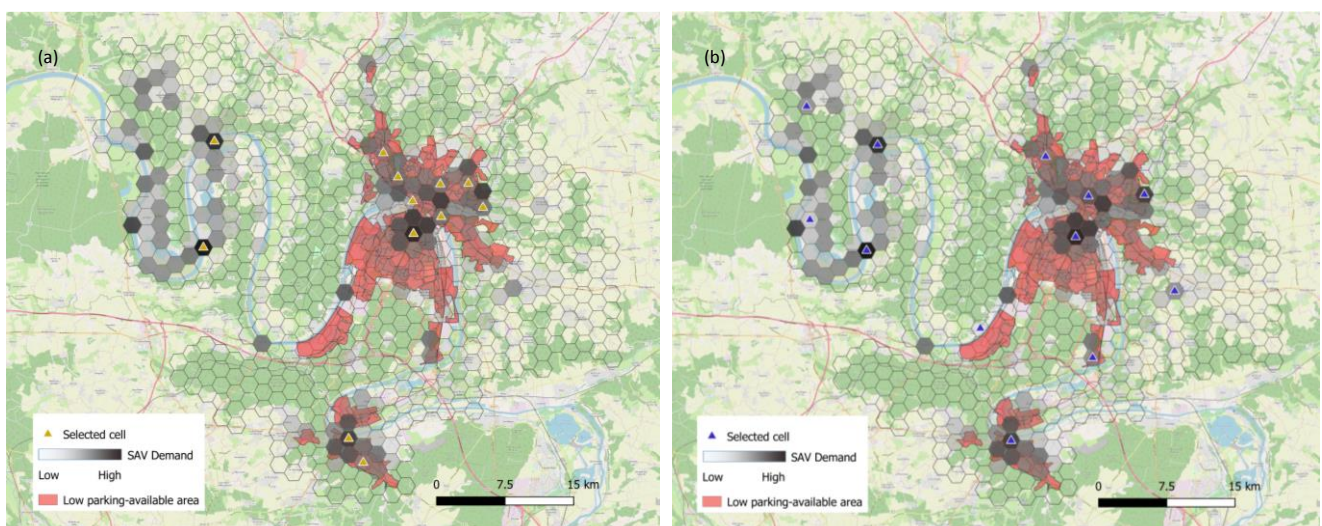 (a)
Selected cell
SAV Demand
Low High
Low parking-available area
0 7.5 15 km
(b)
Selected cell
SAV Demand
Low High
Low parking-available area
0 7.5 15 km